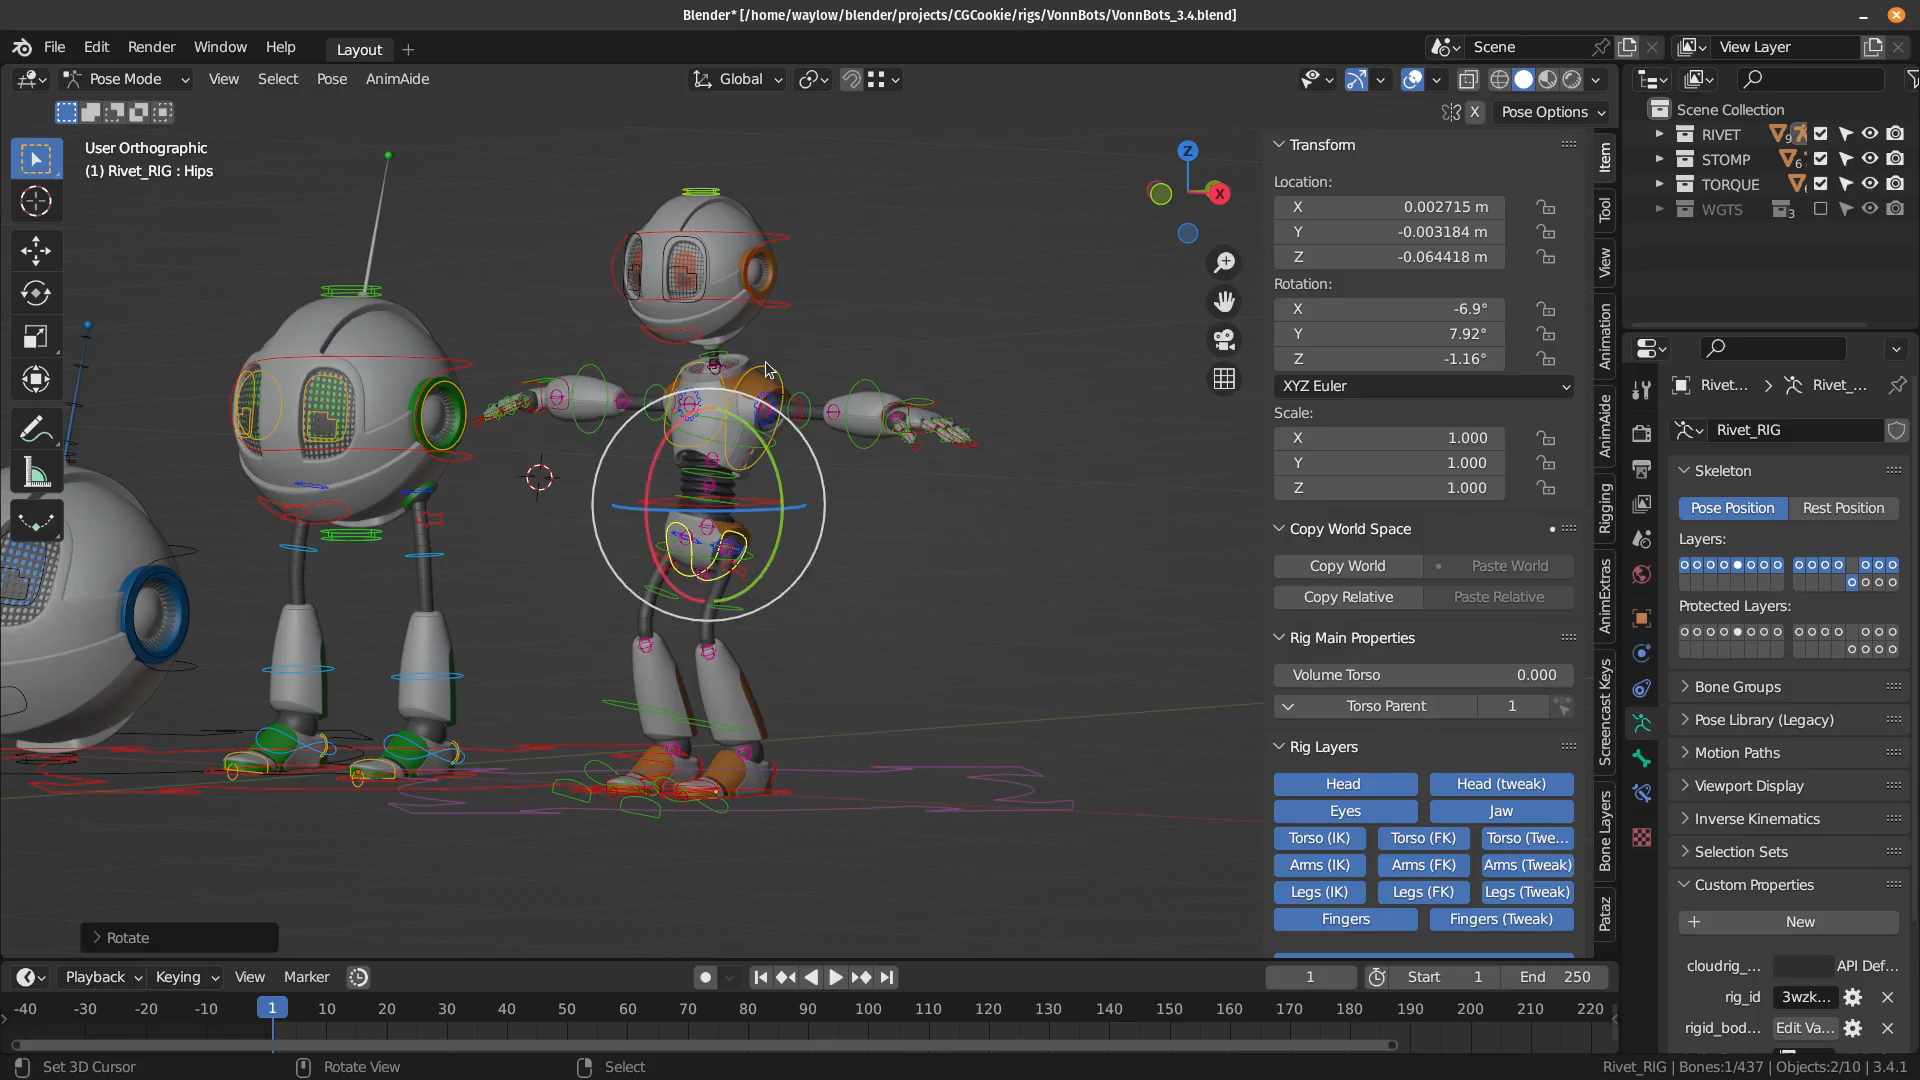 Blender* [/home/waylow/blender/projects/CGCookie/rigs/VonnBots/VonnBots_3.4.blend]
File Edit Render Window Help Layout + Scene View Layer
Pose Mode View Select Pose AnimAide Global
X Pose Options
User Orthographic
(1) Rivet_RIG : Hips
Z
X
Transform
Location:
X 0.002715 m
Y -0.003184 m
Z -0.064418 m
Rotation:
X -6.9°
Y 7.92°
Z -1.16°
XYZ Euler
Scale:
X 1.000
Y 1.000
Z 1.000
Copy World Space
Copy World Paste World
Copy Relative Paste Relative
Rig Main Properties
Volume Torso 0.000
Torso Parent 1
Rig Layers
Head Head (tweak)
Eyes Jaw
Torso (IK) Torso (FK) Torso (Twe...
Arms (IK) Arms (FK) Arms (Tweak)
Legs (IK) Legs (FK) Legs (Tweak)
Fingers Fingers (Tweak)
Item
Tool
View
Animation
AnimAide
Rigging
AnimExtras
Screencast Keys
Bone Layers
Pataz
Scene Collection
RIVET 9
STOMP 6
TORQUE
WGTS 3
Rivet... Rivet_...
Rivet_RIG
Skeleton
Pose Position Rest Position
Layers:
Protected Layers:
Bone Groups
Pose Library (Legacy)
Motion Paths
Viewport Display
Inverse Kinematics
Selection Sets
Custom Properties
+ New
cloudrig_... API Def...
rig_id 3wzk...
rigid_bod... Edit Va...
Rotate
Playback Keying View Marker 1 Start 1 End 250
-40 -30 -20 -10 1 10 20 30 40 50 60 70 80 90 100 110 120 130 140 150 160 170 180 190 200 210 220
Set 3D Cursor Rotate View Select Rivet_RIG | Bones:1/437 | Objects:2/10 | 3.4.1